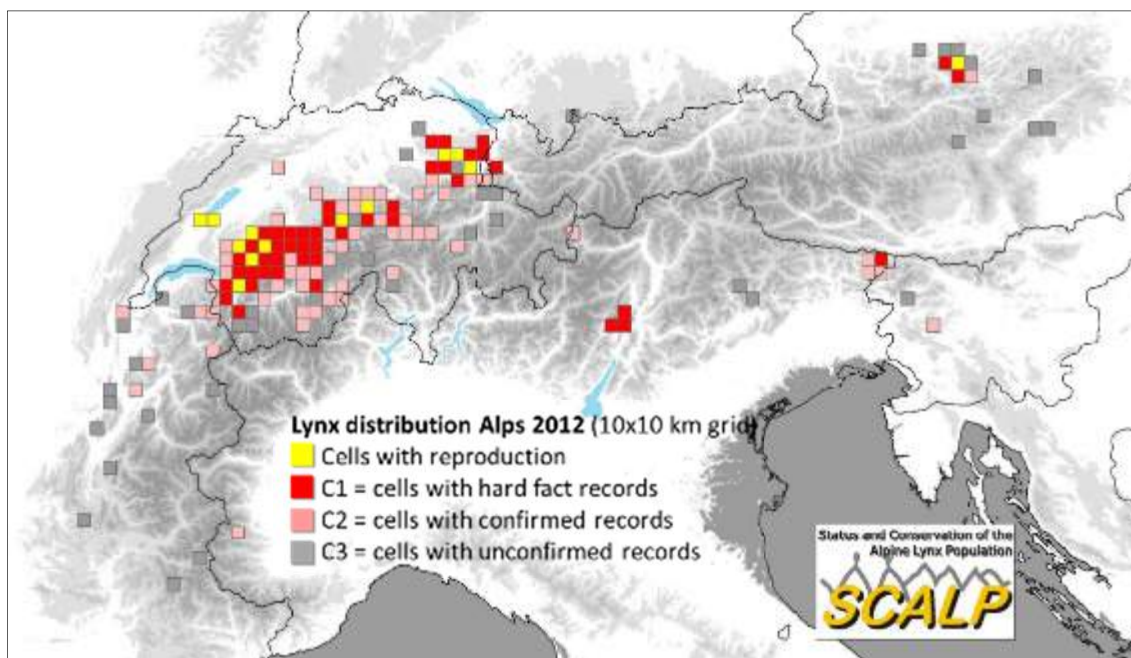 Lynx distribution Alps 2012 (10x10 km grid)
Cells with reproduction
C1 = cells with hard fact records
C2 = cells with confirmed records
C3 = cells with unconfirmed records
Status and Conservation of the
Alpine Lynx Population
SCALP